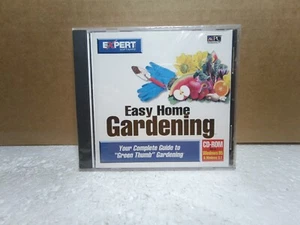 EXPERT
Easy Home
Gardening
Your Complete Guide to
"Green Thumb" Gardening
CD-ROM